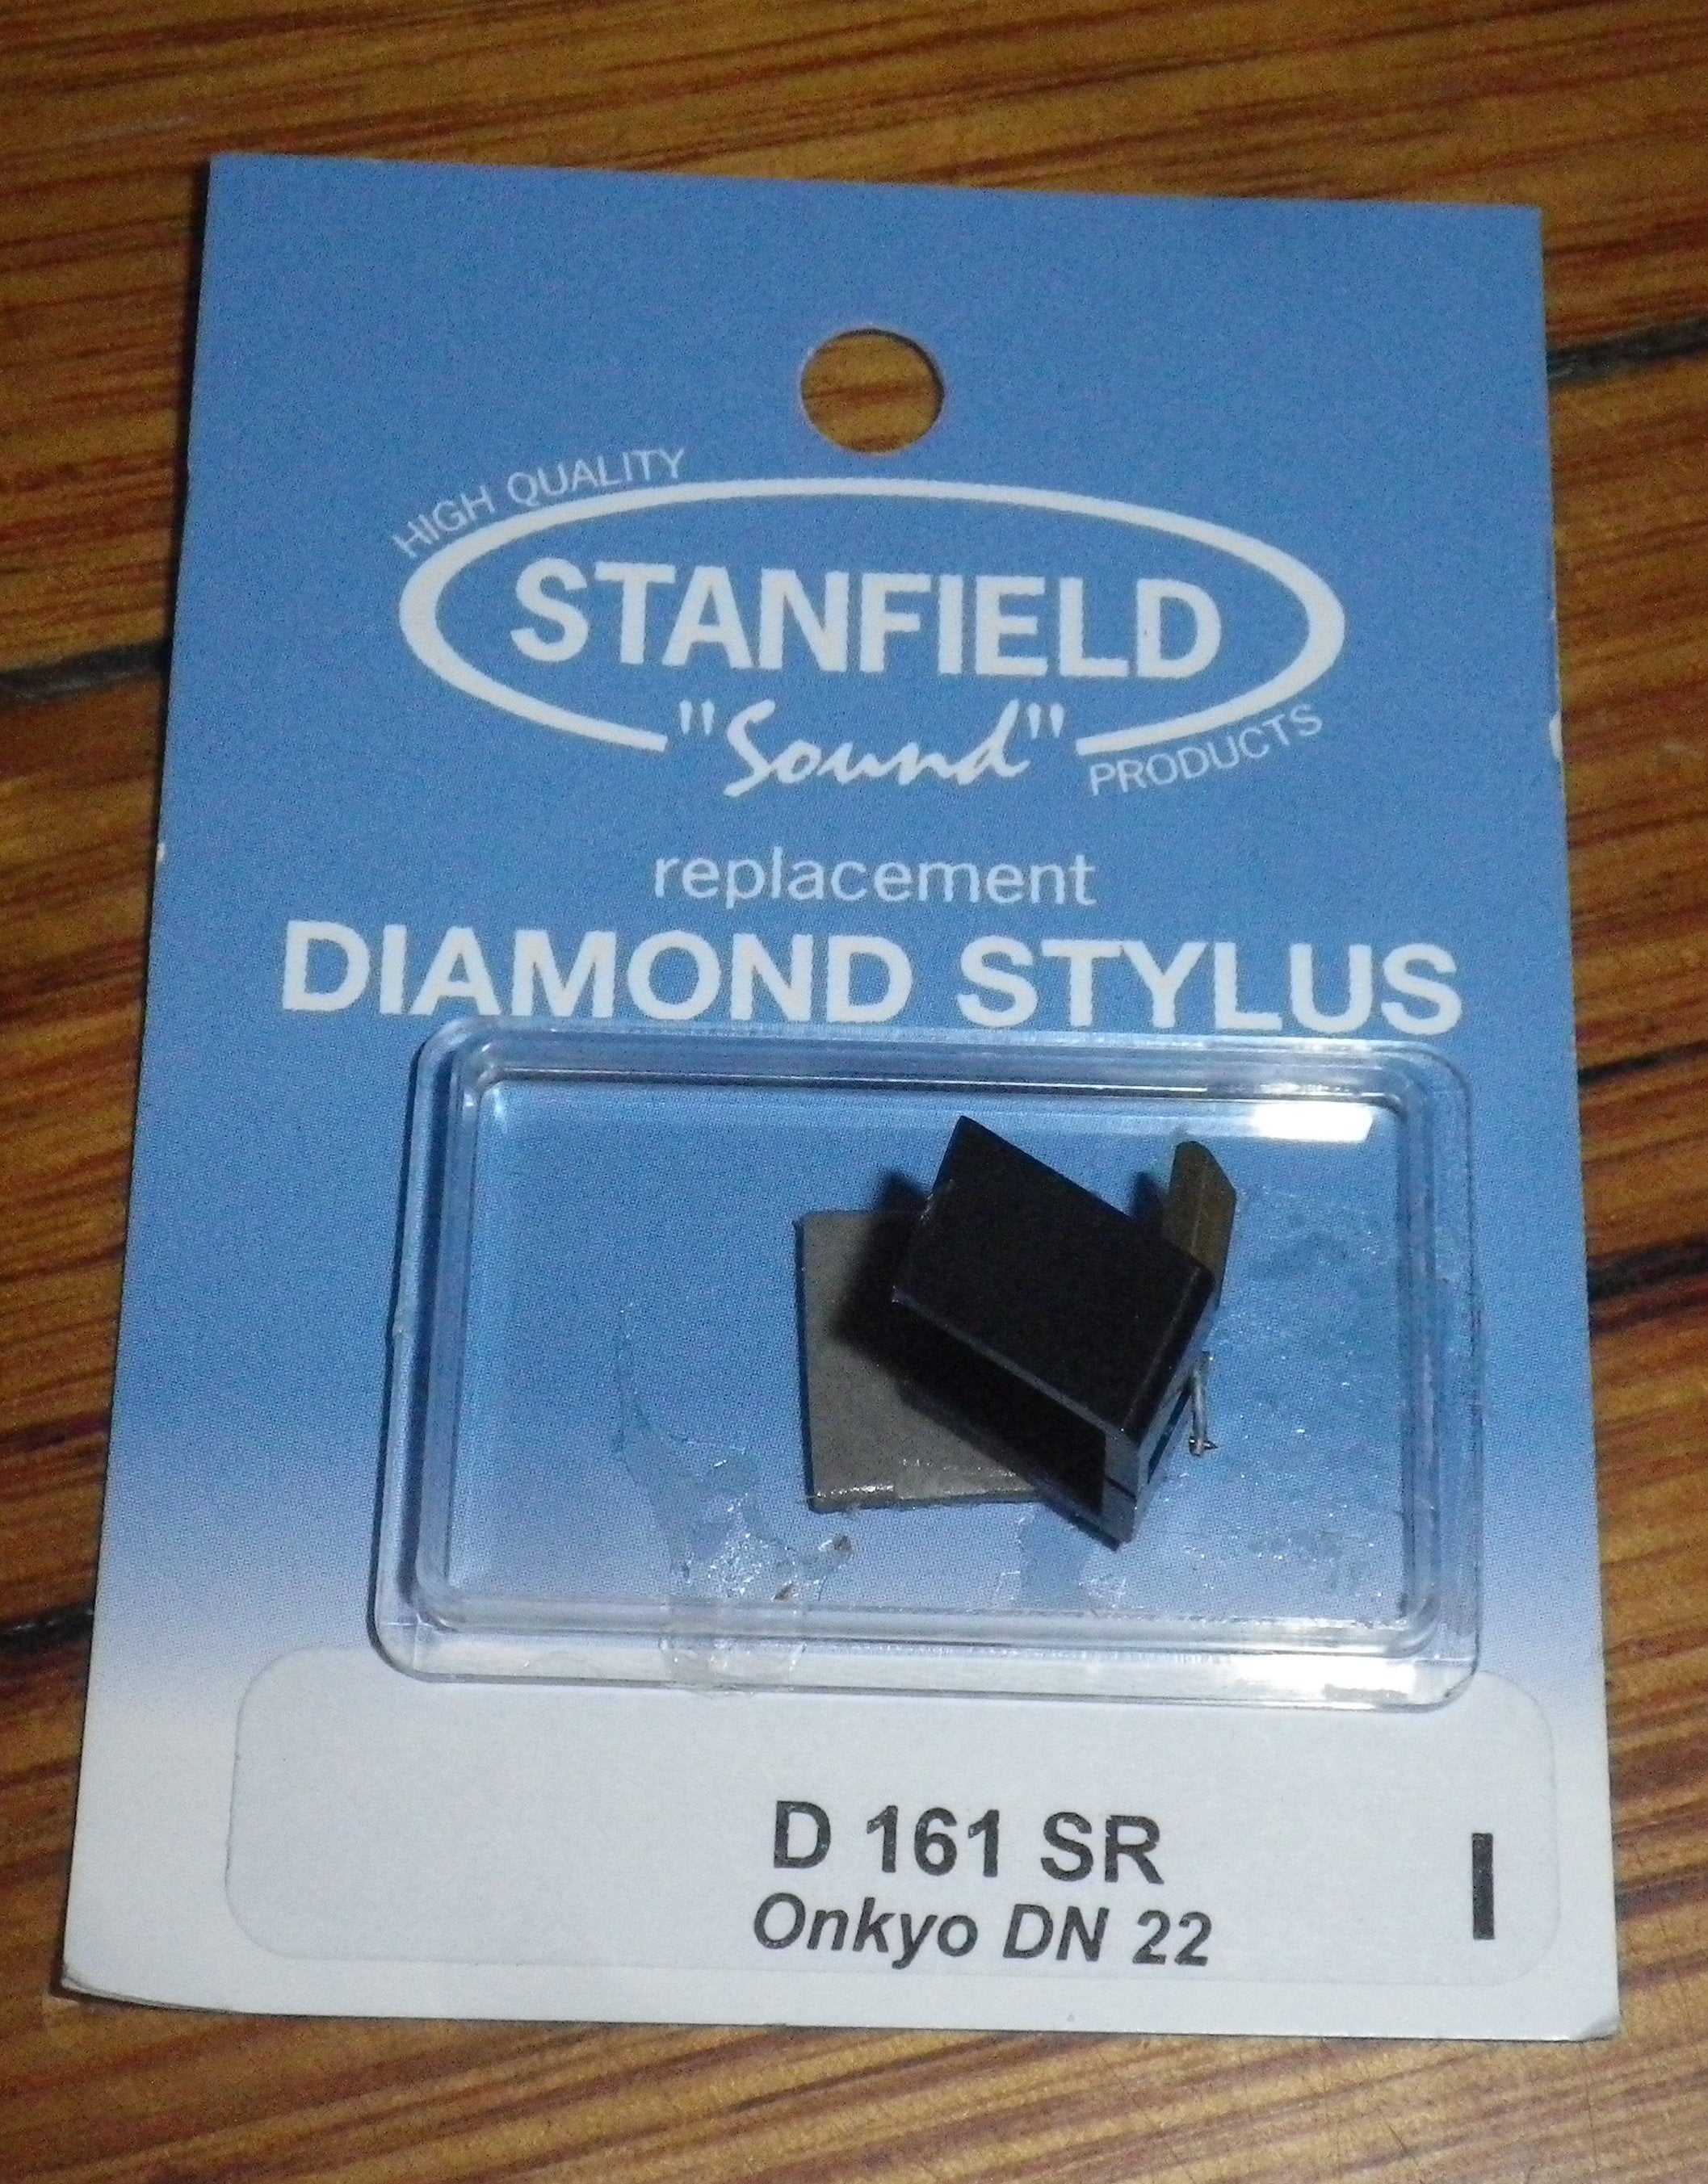 HIGH QUALITY
STANFIELD
"Sound"
PRODUCTS
replacement
DIAMOND STYLUS
D 161 SR
Onkyo DN 22
I